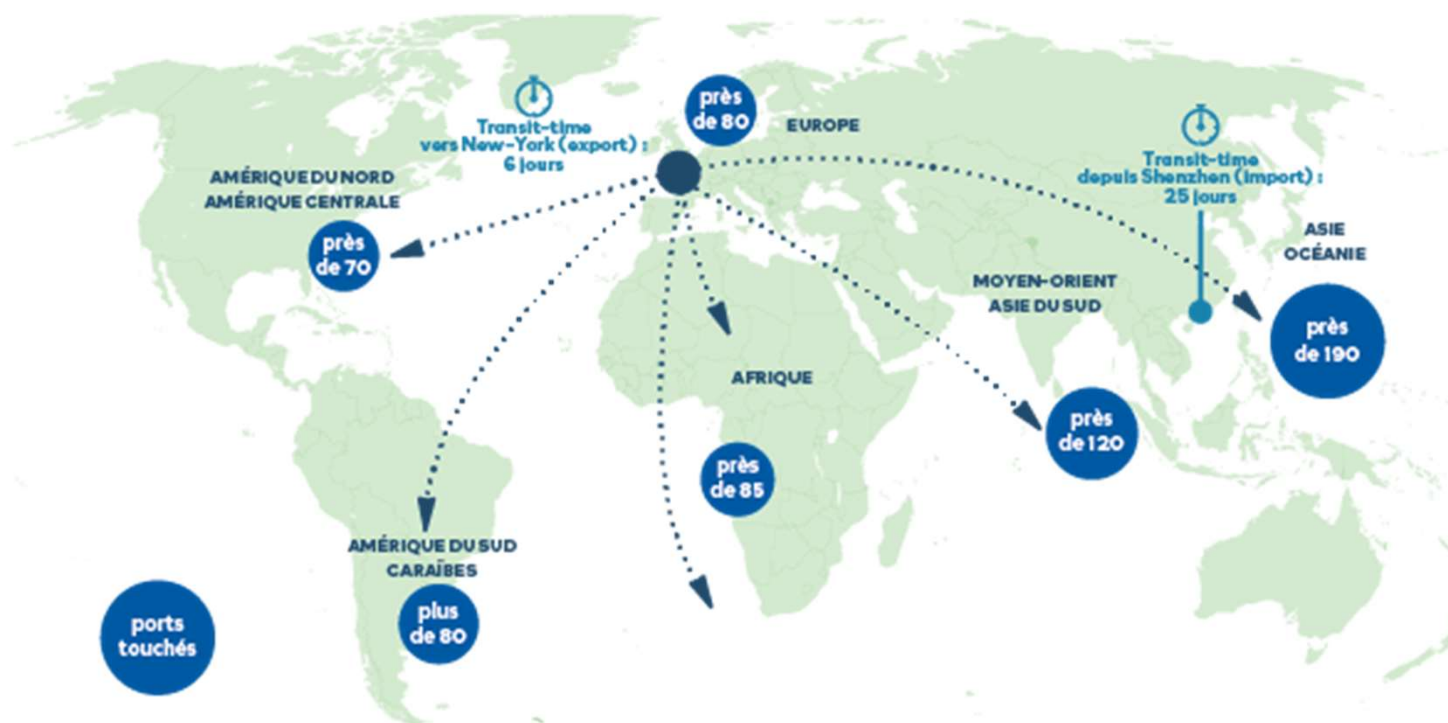 près
de 80
EUROPE
Transit-time
vers New-York (export) :
6 jours
Transit-time
depuis Shenzhen (import) :
25 jours
AMÉRIQUE DU NORD
AMÉRIQUE CENTRALE
près
de 70
ASIE
OCÉANIE
près
de 190
MOYEN-ORIENT
ASIE DU SUD
près
de 120
AFRIQUE
près
de 85
AMÉRIQUE DU SUD
CARAÏBES
plus
de 80
ports
touchés